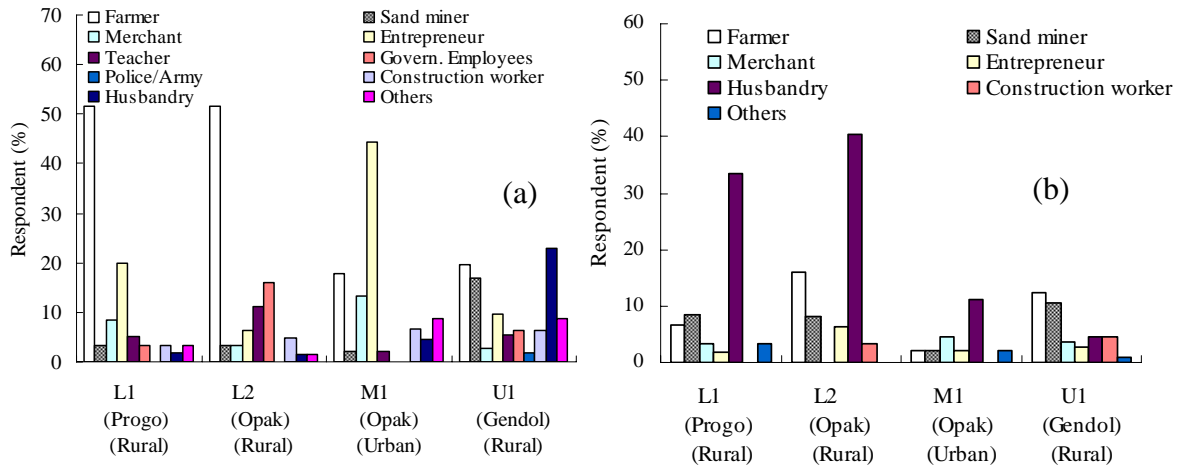 70
60
50
40
30
20
10
0
Respondent (%)
Farmer
Sand miner
Merchant
Entrepreneur
Teacher
Govern. Employees
Police/Army
Construction worker
Husbandry
Others
(a)
L1
(Progo)
(Rural)
L2
(Opak)
(Rural)
M1
(Opak)
(Urban)
U1
(Gendol)
(Rural)
60
50
40
30
20
10
0
Respondent (%)
Farmer
Sand miner
Merchant
Entrepreneur
Husbandry
Construction worker
Others
(b)
L1
(Progo)
(Rural)
L2
(Opak)
(Rural)
M1
(Opak)
(Urban)
U1
(Gendol)
(Rural)